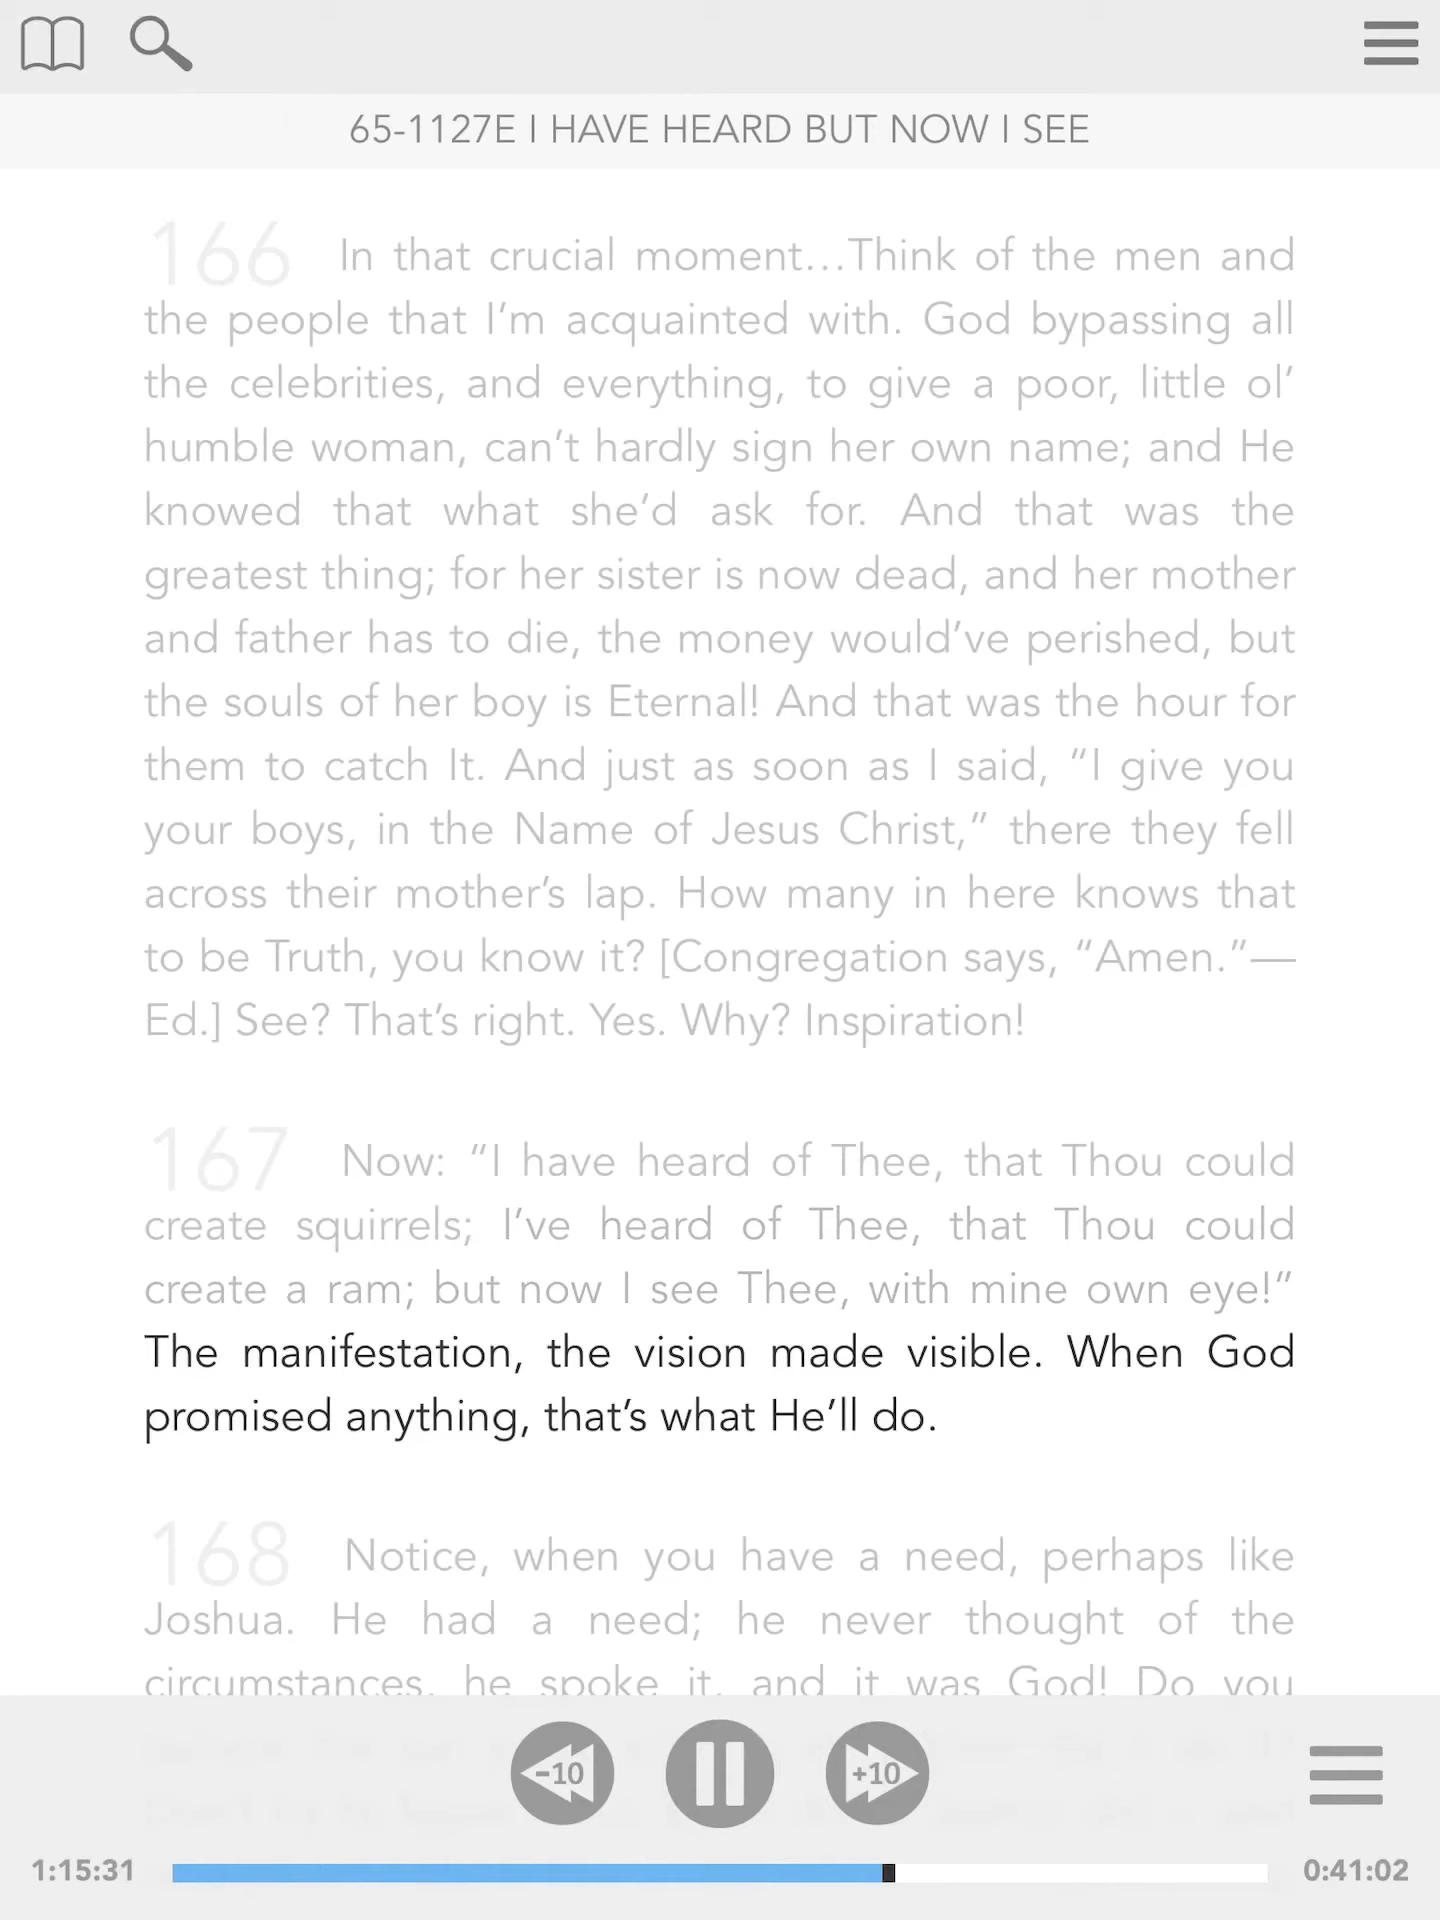 65-1127E I HAVE HEARD BUT NOW I SEE
166 In that crucial moment…Think of the men and
the people that I’m acquainted with. God bypassing all
the celebrities, and everything, to give a poor, little ol’
humble woman, can’t hardly sign her own name; and He
knowed that what she’d ask for. And that was the
greatest thing; for her sister is now dead, and her mother
and father has to die, the money would’ve perished, but
the souls of her boy is Eternal! And that was the hour for
them to catch It. And just as soon as I said, “I give you
your boys, in the Name of Jesus Christ,” there they fell
across their mother’s lap. How many in here knows that
to be Truth, you know it? [Congregation says, “Amen.”—
Ed.] See? That’s right. Yes. Why? Inspiration!
167 Now: “I have heard of Thee, that Thou could
create squirrels; I’ve heard of Thee, that Thou could
create a ram; but now I see Thee, with mine own eye!”
The manifestation, the vision made visible. When God
promised anything, that’s what He’ll do.
168 Notice, when you have a need, perhaps like
Joshua. He had a need; he never thought of the
circumstances, he spoke it, and it was God! Do you
-10 +10
1:15:31 0:41:02